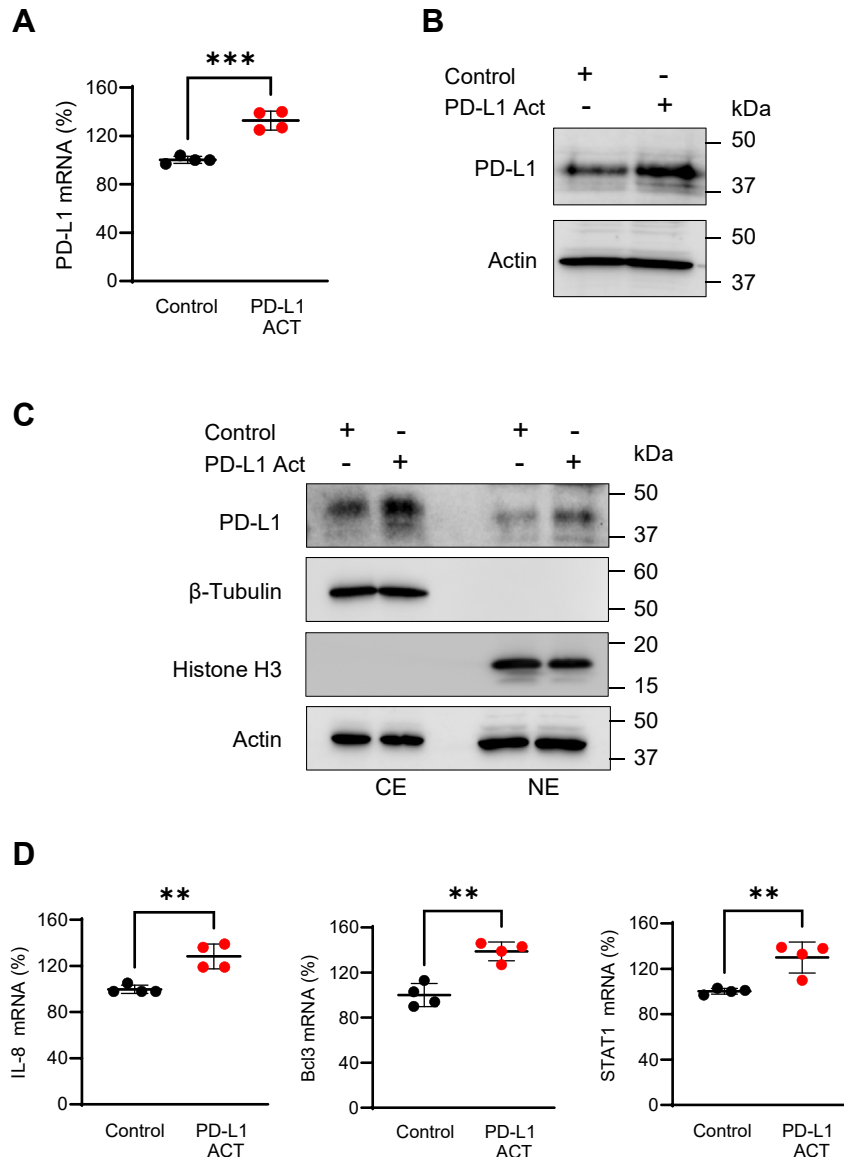 A
***
160
120
80
40
0
PD-L1 mRNA (%)
Control
PD-L1
ACT
B
Control + -
PD-L1 Act - + kDa
PD-L1
50
37
Actin
50
37
C
Control + - + -
PD-L1 Act - + - + kDa
PD-L1
50
37
β-Tubulin
60
50
Histone H3
20
15
Actin
50
37
CE NE
D
**
160
120
80
40
0
IL-8 mRNA (%)
Control
PD-L1
ACT
**
160
120
80
40
0
Bcl3 mRNA (%)
Control
PD-L1
ACT
**
160
120
80
40
0
STAT1 mRNA (%)
Control
PD-L1
ACT